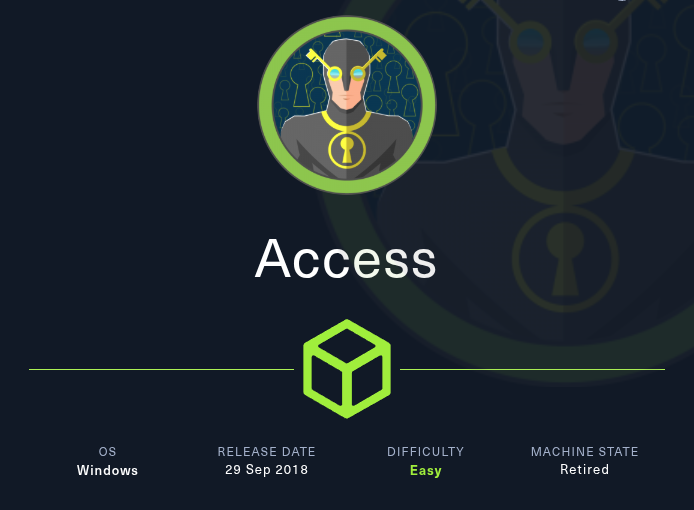 Access
OS RELEASE DATE DIFFICULTY MACHINE STATE
Windows 29 Sep 2018 Easy Retired